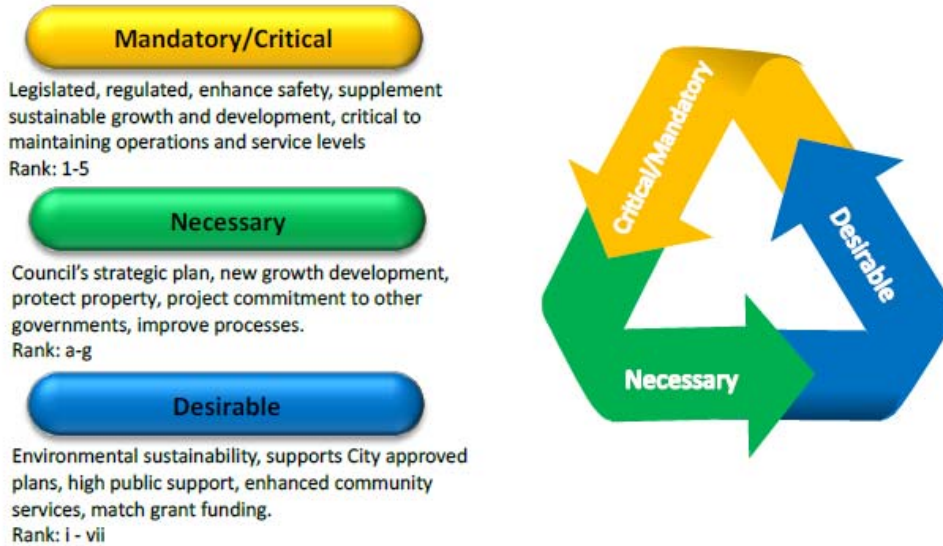 Mandatory/Critical
Legislated, regulated, enhance safety, supplement
sustainable growth and development, critical to
maintaining operations and service levels
Rank: 1-5
Necessary
Council's strategic plan, new growth development,
protect property, project commitment to other
governments, improve processes.
Rank: a-g
Desirable
Environmental sustainability, supports City approved
plans, high public support, enhanced community
services, match grant funding.
Rank: i - vii
Critical/Mandatory
Desirable
Necessary